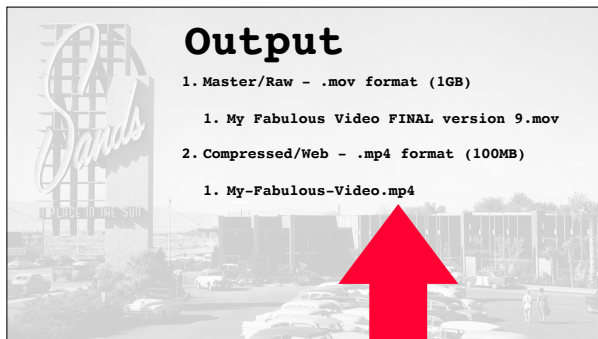 Output
1. Master/Raw - .mov format (1GB)
1. My Fabulous Video FINAL version 9.mov
2. Compressed/Web - .mp4 format (100MB)
1. My-Fabulous-Video.mp4
Sands
A PLACE IN THE SUN